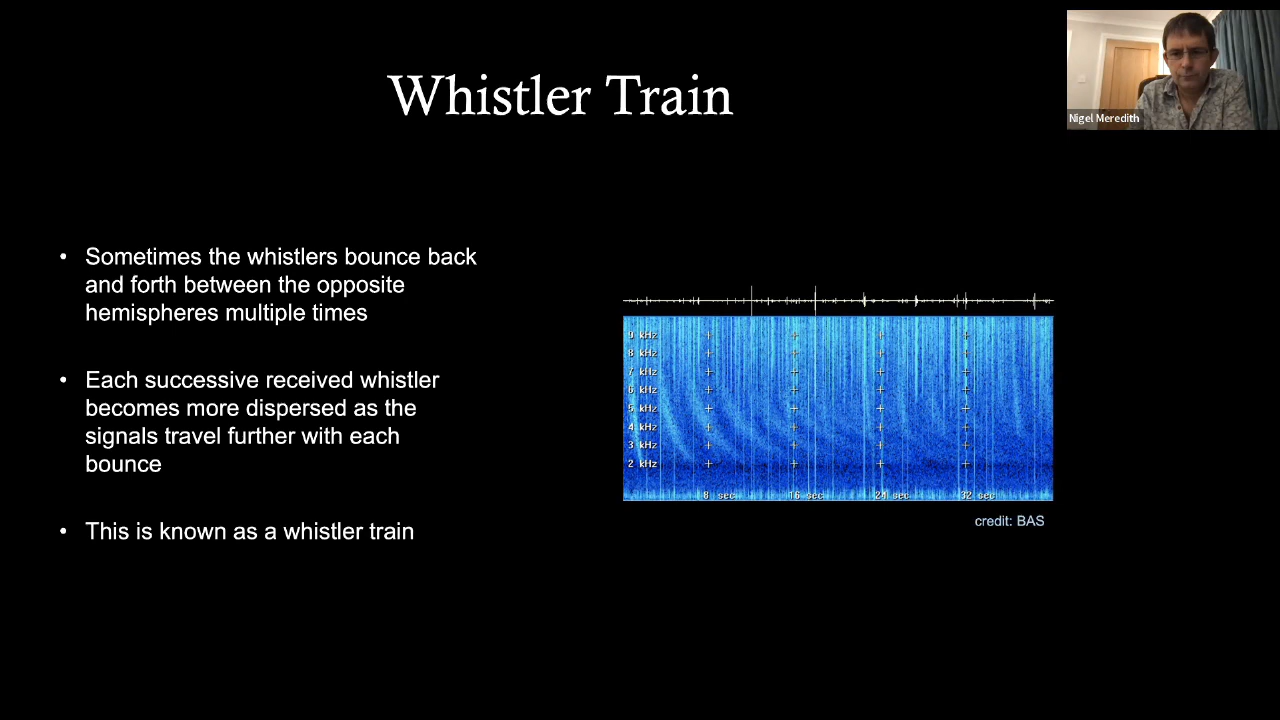 Whistler Train
Nigel Meredith
• Sometimes the whistlers bounce back
and forth between the opposite
hemispheres multiple times
• Each successive received whistler
becomes more dispersed as the
signals travel further with each
bounce
• This is known as a whistler train
9 kHz
8 kHz
7 kHz
6 kHz
5 kHz
4 kHz
3 kHz
2 kHz
8 sec 16 sec 24 sec 32 sec
credit: BAS